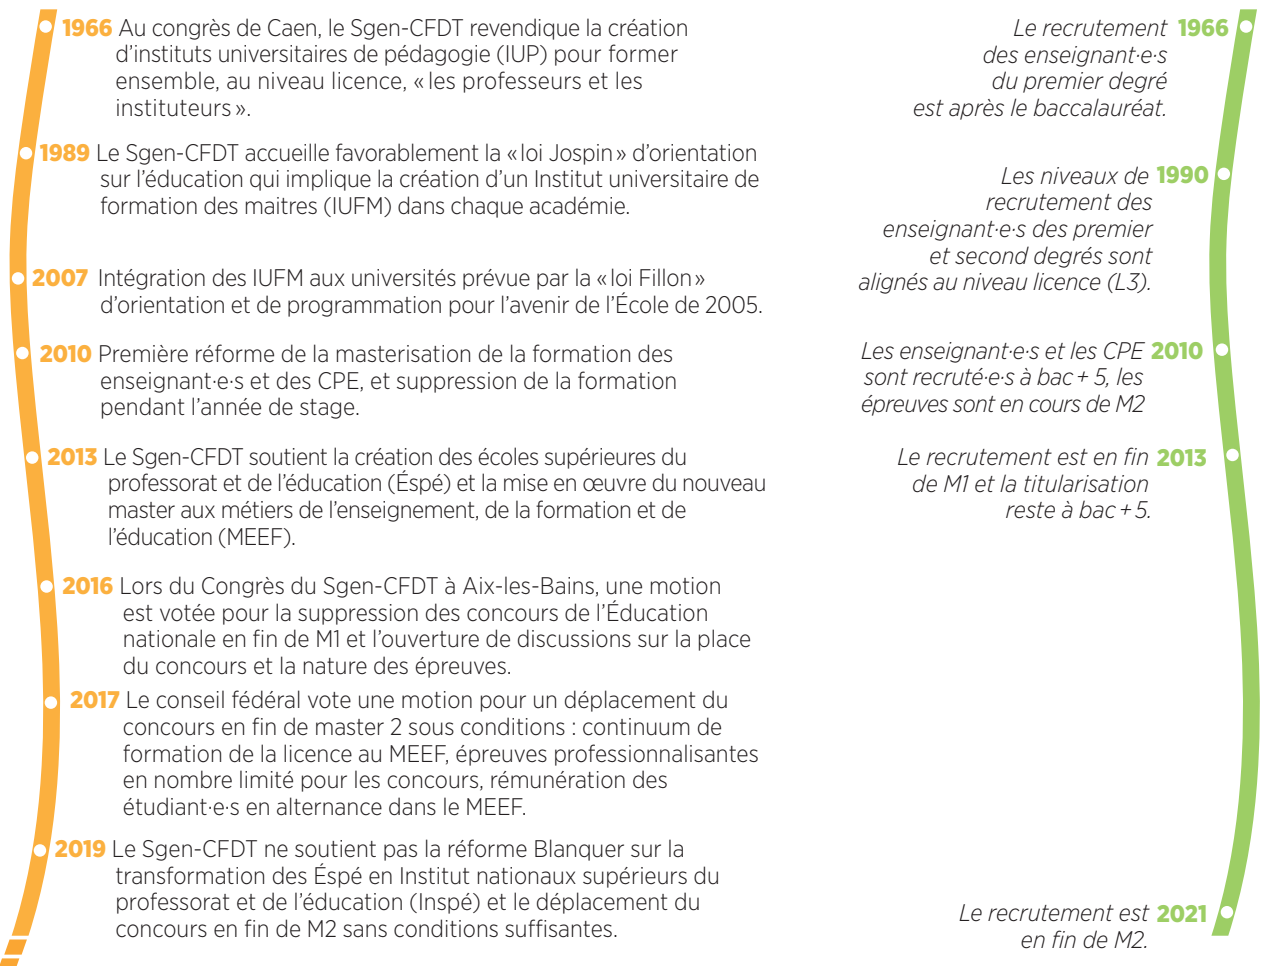 1966 Au congrès de Caen, le Sgen-CFDT revendique la création
d’instituts universitaires de pédagogie (IUP) pour former
ensemble, au niveau licence, « les professeurs et les
instituteurs ».
1989 Le Sgen-CFDT accueille favorablement la « loi Jospin » d’orientation
sur l’éducation qui implique la création d’un Institut universitaire de
formation des maitres (IUFM) dans chaque académie.
2007 Intégration des IUFM aux universités prévue par la « loi Fillon »
d’orientation et de programmation pour l’avenir de l’École de 2005.
2010 Première réforme de la masterisation de la formation des
enseignant·e·s et des CPE, et suppression de la formation
pendant l’année de stage.
2013 Le Sgen-CFDT soutient la création des écoles supérieures du
professorat et de l’éducation (Éspé) et la mise en œuvre du nouveau
master aux métiers de l’enseignement, de la formation et de
l’éducation (MEEF).
2016 Lors du Congrès du Sgen-CFDT à Aix-les-Bains, une motion
est votée pour la suppression des concours de l’Éducation
nationale en fin de M1 et l’ouverture de discussions sur la place
du concours et la nature des épreuves.
2017 Le conseil fédéral vote une motion pour un déplacement du
concours en fin de master 2 sous conditions : continuum de
formation de la licence au MEEF, épreuves professionnalisantes
en nombre limité pour les concours, rémunération des
étudiant·e·s en alternance dans le MEEF.
2019 Le Sgen-CFDT ne soutient pas la réforme Blanquer sur la
transformation des Éspé en Institut nationaux supérieurs du
professorat et de l’éducation (Inspé) et le déplacement du
concours en fin de M2 sans conditions suffisantes.
Le recrutement 1966
des enseignant·e·s
du premier degré
est après le baccalauréat.
Les niveaux de 1990
recrutement des
enseignant·e·s des premier
et second degrés sont
alignés au niveau licence (L3).
Les enseignant·e·s et les CPE 2010
sont recruté·e·s à bac + 5, les
épreuves sont en cours de M2
Le recrutement est en fin 2013
de M1 et la titularisation
reste à bac + 5.
Le recrutement est 2021
en fin de M2.